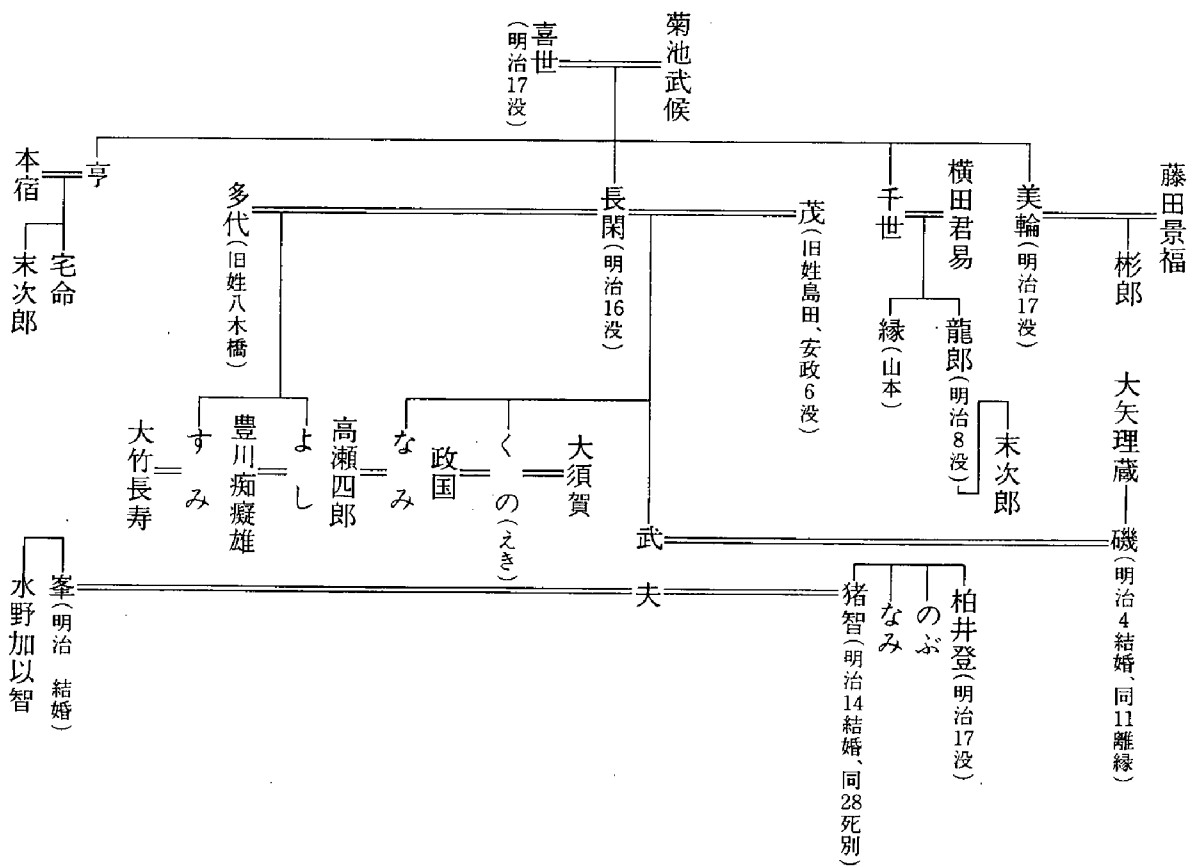 菊池武候
喜世(明治17没)
藤田景福
美輪(明治17没)
彬郎
横田君易
千世
龍郎(明治8没)
縁(山本)
末次郎
茂(旧姓島田、安政6没)
長閑(明治16没)
多代(旧姓八木橋)
亨
本宿
宅命
末次郎
大矢理蔵
磯(明治4結婚、同11離縁)
大須賀
くの(えき)
政国
なみ
高瀬四郎
よし
豊川痴癡雄
すみ
大竹長寿
武夫
柏井登(明治17没)
のぶ
なみ
猪智(明治14結婚、同28死別)
峯(明治 結婚)
水野加以智